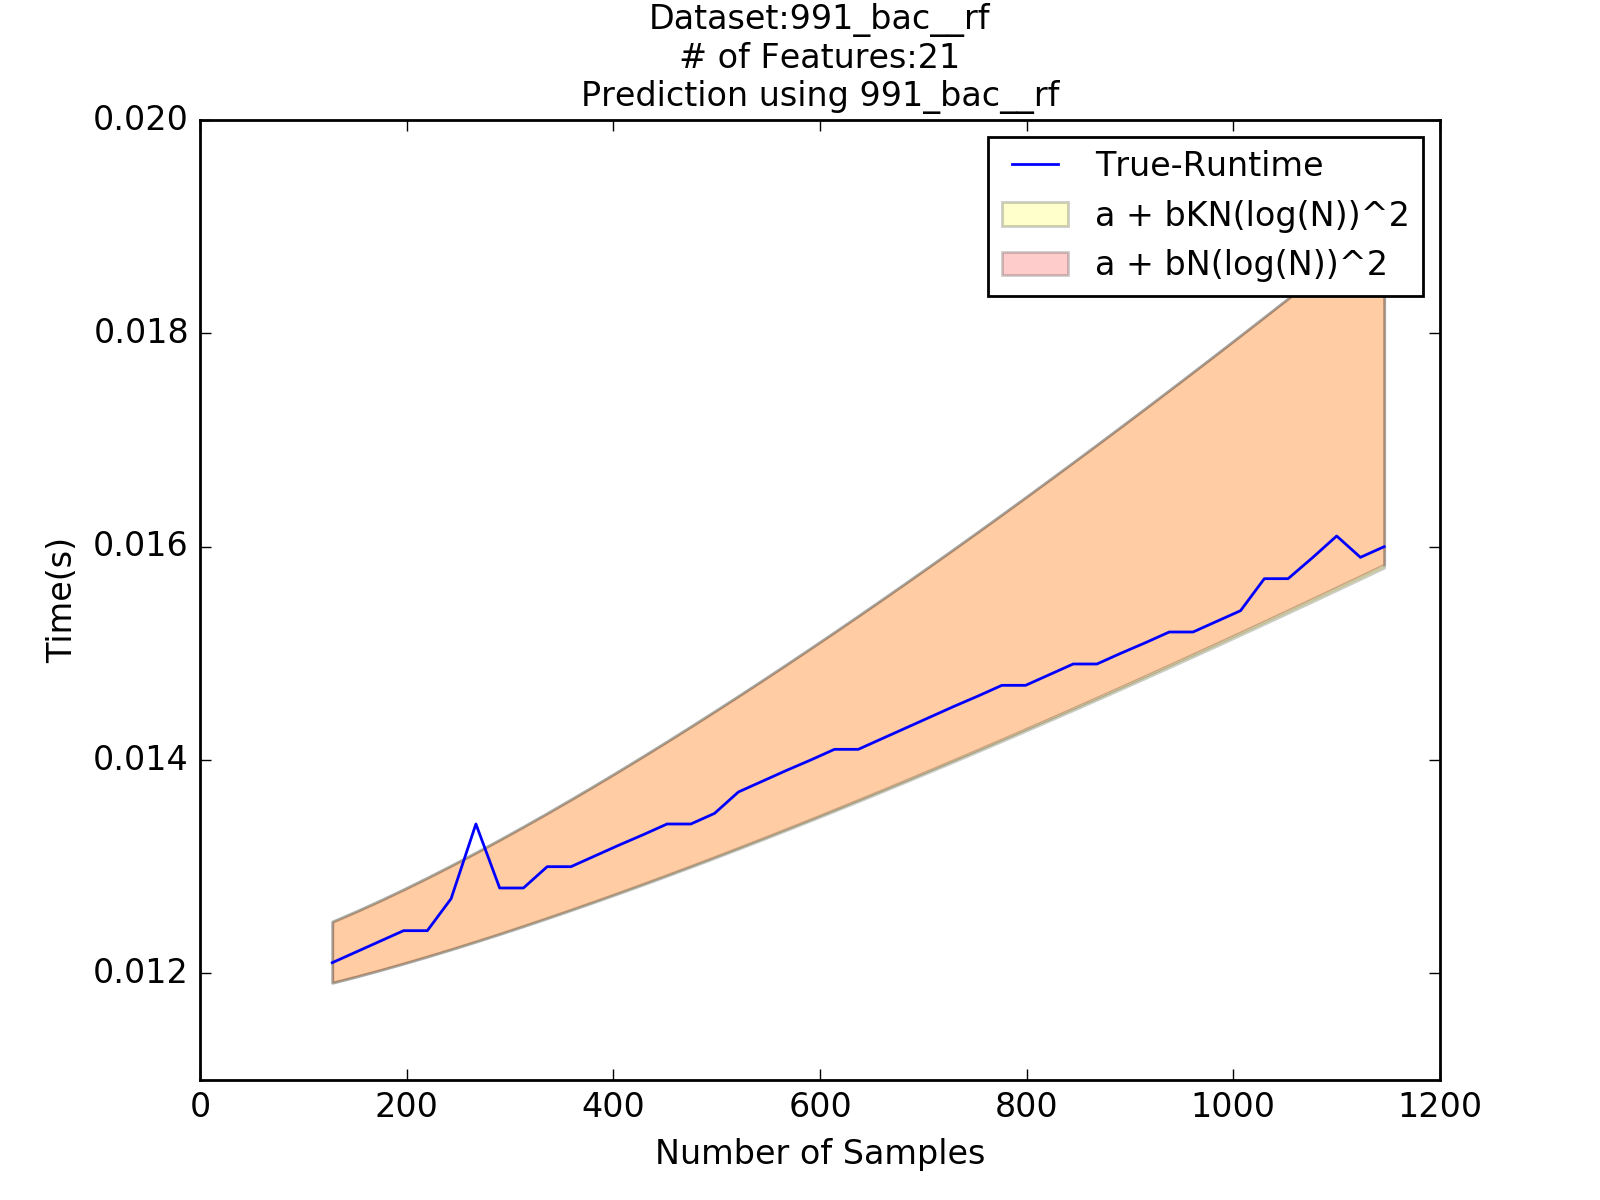 Dataset:991_bac__rf
# of Features:21
Prediction using 991_bac__rf
0.020
0.018
0.016
0.014
0.012
Time(s)
True-Runtime
a + bKN(log(N))^2
a + bN(log(N))^2
0 200 400 600 800 1000 1200
Number of Samples